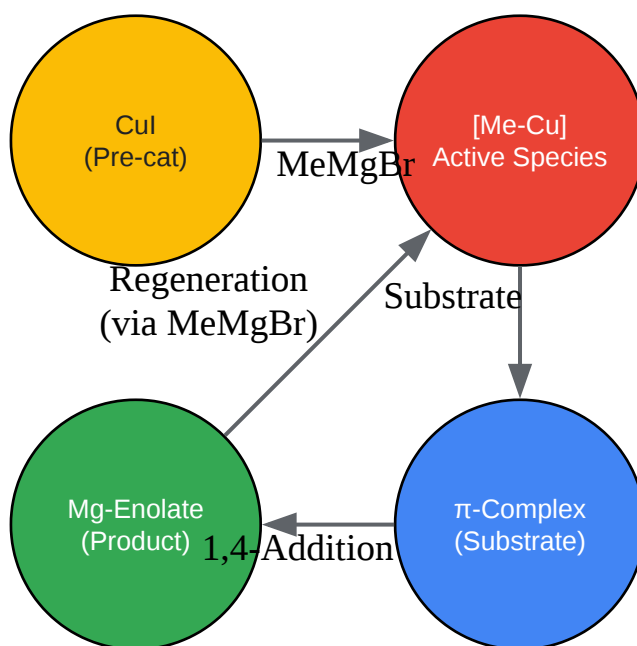 CuI
(Pre-cat)
MeMgBr
[Me-Cu]
Active Species
Regeneration
(via MeMgBr)
Substrate
Mg-Enolate
(Product)
1,4-Addition
π-Complex
(Substrate)